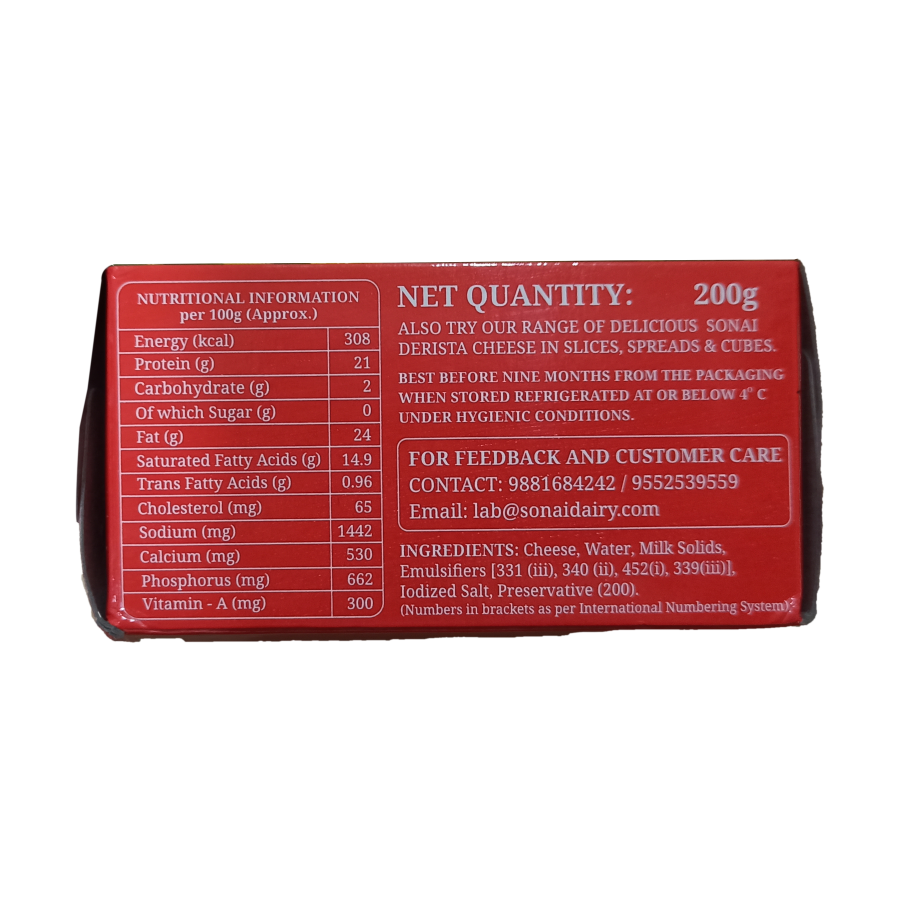 NUTRITIONAL INFORMATION
per 100g (Approx.)
Energy (kcal) 308
Protein (g) 21
Carbohydrate (g) 2
Of which Sugar (g) 0
Fat (g) 24
Saturated Fatty Acids (g) 14.9
Trans Fatty Acids (g) 0.96
Cholesterol (mg) 65
Sodium (mg) 1442
Calcium (mg) 530
Phosphorus (mg) 662
Vitamin - A (mg) 300
NET QUANTITY: 200g
ALSO TRY OUR RANGE OF DELICIOUS SONAI
DERISTA CHEESE IN SLICES, SPREADS & CUBES.
BEST BEFORE NINE MONTHS FROM THE PACKAGING
WHEN STORED REFRIGERATED AT OR BELOW 4° C
UNDER HYGIENIC CONDITIONS.
FOR FEEDBACK AND CUSTOMER CARE
CONTACT: 9881684242 / 9552539559
Email: lab@sonaidairy.com
INGREDIENTS: Cheese, Water, Milk Solids,
Emulsifiers [331 (iii), 340 (ii), 452(i), 339(iii)],
Iodized Salt, Preservative (200).
(Numbers in brackets as per International Numbering System)